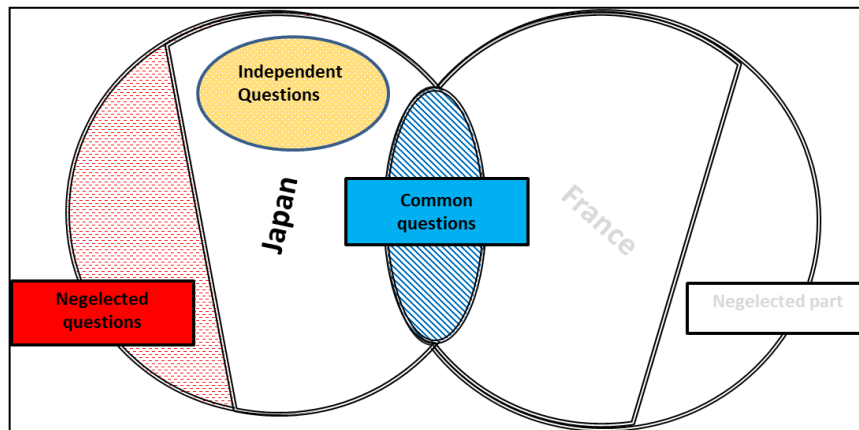 Independent
Questions
Japan
Common
questions
France
Negelected
questions
Negelected part